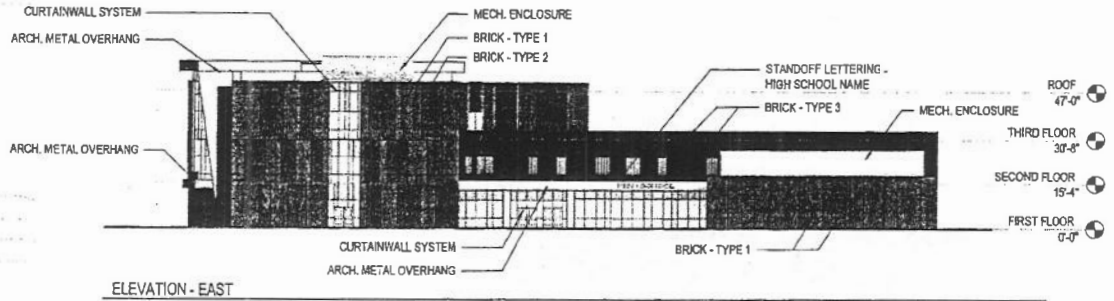 CURTAINWALL SYSTEM
MECH. ENCLOSURE
ARCH. METAL OVERHANG
BRICK - TYPE 1
BRICK - TYPE 2
STANDOFF LETTERING -
HIGH SCHOOL NAME
BRICK - TYPE 3
MECH. ENCLOSURE
ROOF
47'-0"
THIRD FLOOR
30'-8"
ARCH. METAL OVERHANG
SECOND FLOOR
15'-4"
FIRST FLOOR
0'-0"
CURTAINWALL SYSTEM
BRICK - TYPE 1
ARCH. METAL OVERHANG
ELEVATION - EAST